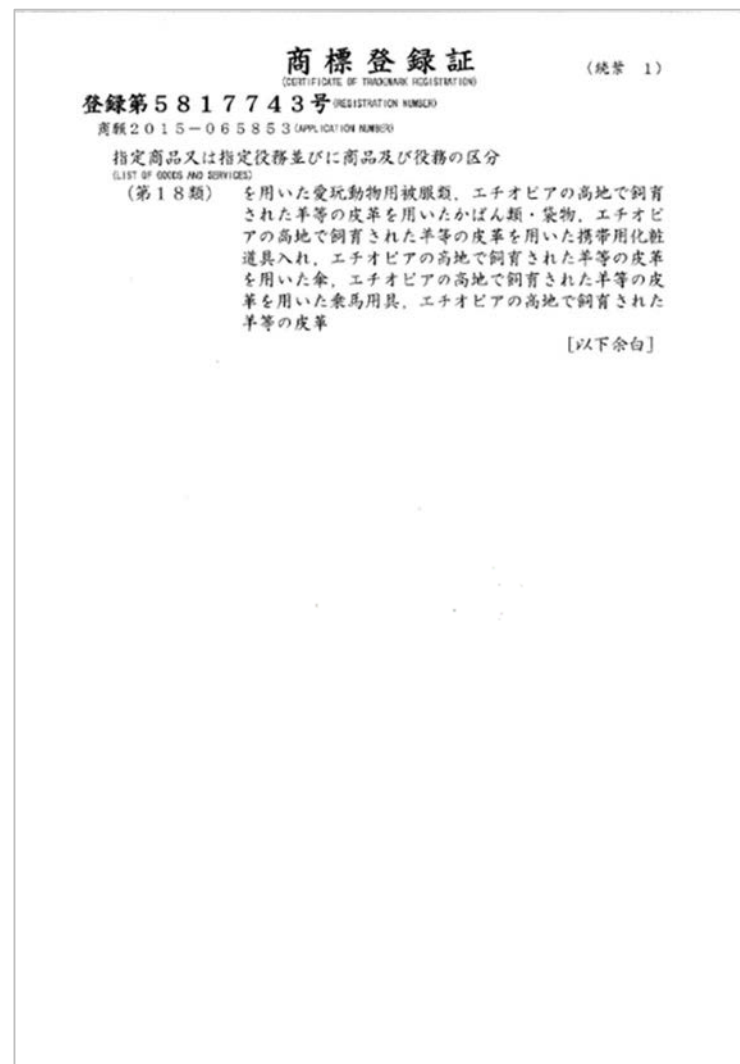 商標登録証
(CERTIFICATE OF TRADEMARK REGISTRATION)
(続葉 1)
登録第5817743号(REGISTRATION NUMBER)
商願2015-065853(APPLICATION NUMBER)
指定商品又は指定役務並びに商品及び役務の区分
(LIST OF GOODS AND SERVICES)
(第18類) を用いた愛玩動物用被服類,エチオピアの高地で飼育
された羊等の皮革を用いたかばん類・袋物,エチオピ
アの高地で飼育された羊等の皮革を用いた携帯用化粧
道具入れ,エチオピアの高地で飼育された羊等の皮革
を用いた傘,エチオピアの高地で飼育された羊等の皮
革を用いた乗馬用具,エチオピアの高地で飼育された
羊等の皮革
[以下余白]